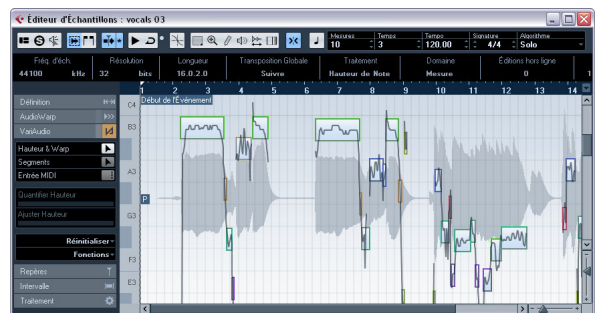 Éditeur d'Échantillons : vocals 03
Mesures Temps Tempo Signature Algorithme
10 3 120.00 4/4 Solo
Fréq. d'éch. Résolution Longueur Transposition Globale Traitement Domaine Éditions hors ligne
44100 kHz 32 bits 16.0.2.0 Suivre Hauteur de Note Mesure 0 1
1 2 3 4 5 6 7 8 9 10 11 12 13 14
Début de l'Événement
Définition
AudioWarp
VariAudio
Hauteur & Warp
Segments
Entrée MIDI
Quantifier Hauteur
Ajuster Hauteur
Réinitialiser
Fonctions
Repères
Intervalle
Traitement
C4
B3
A3
G3
F3
E3
P